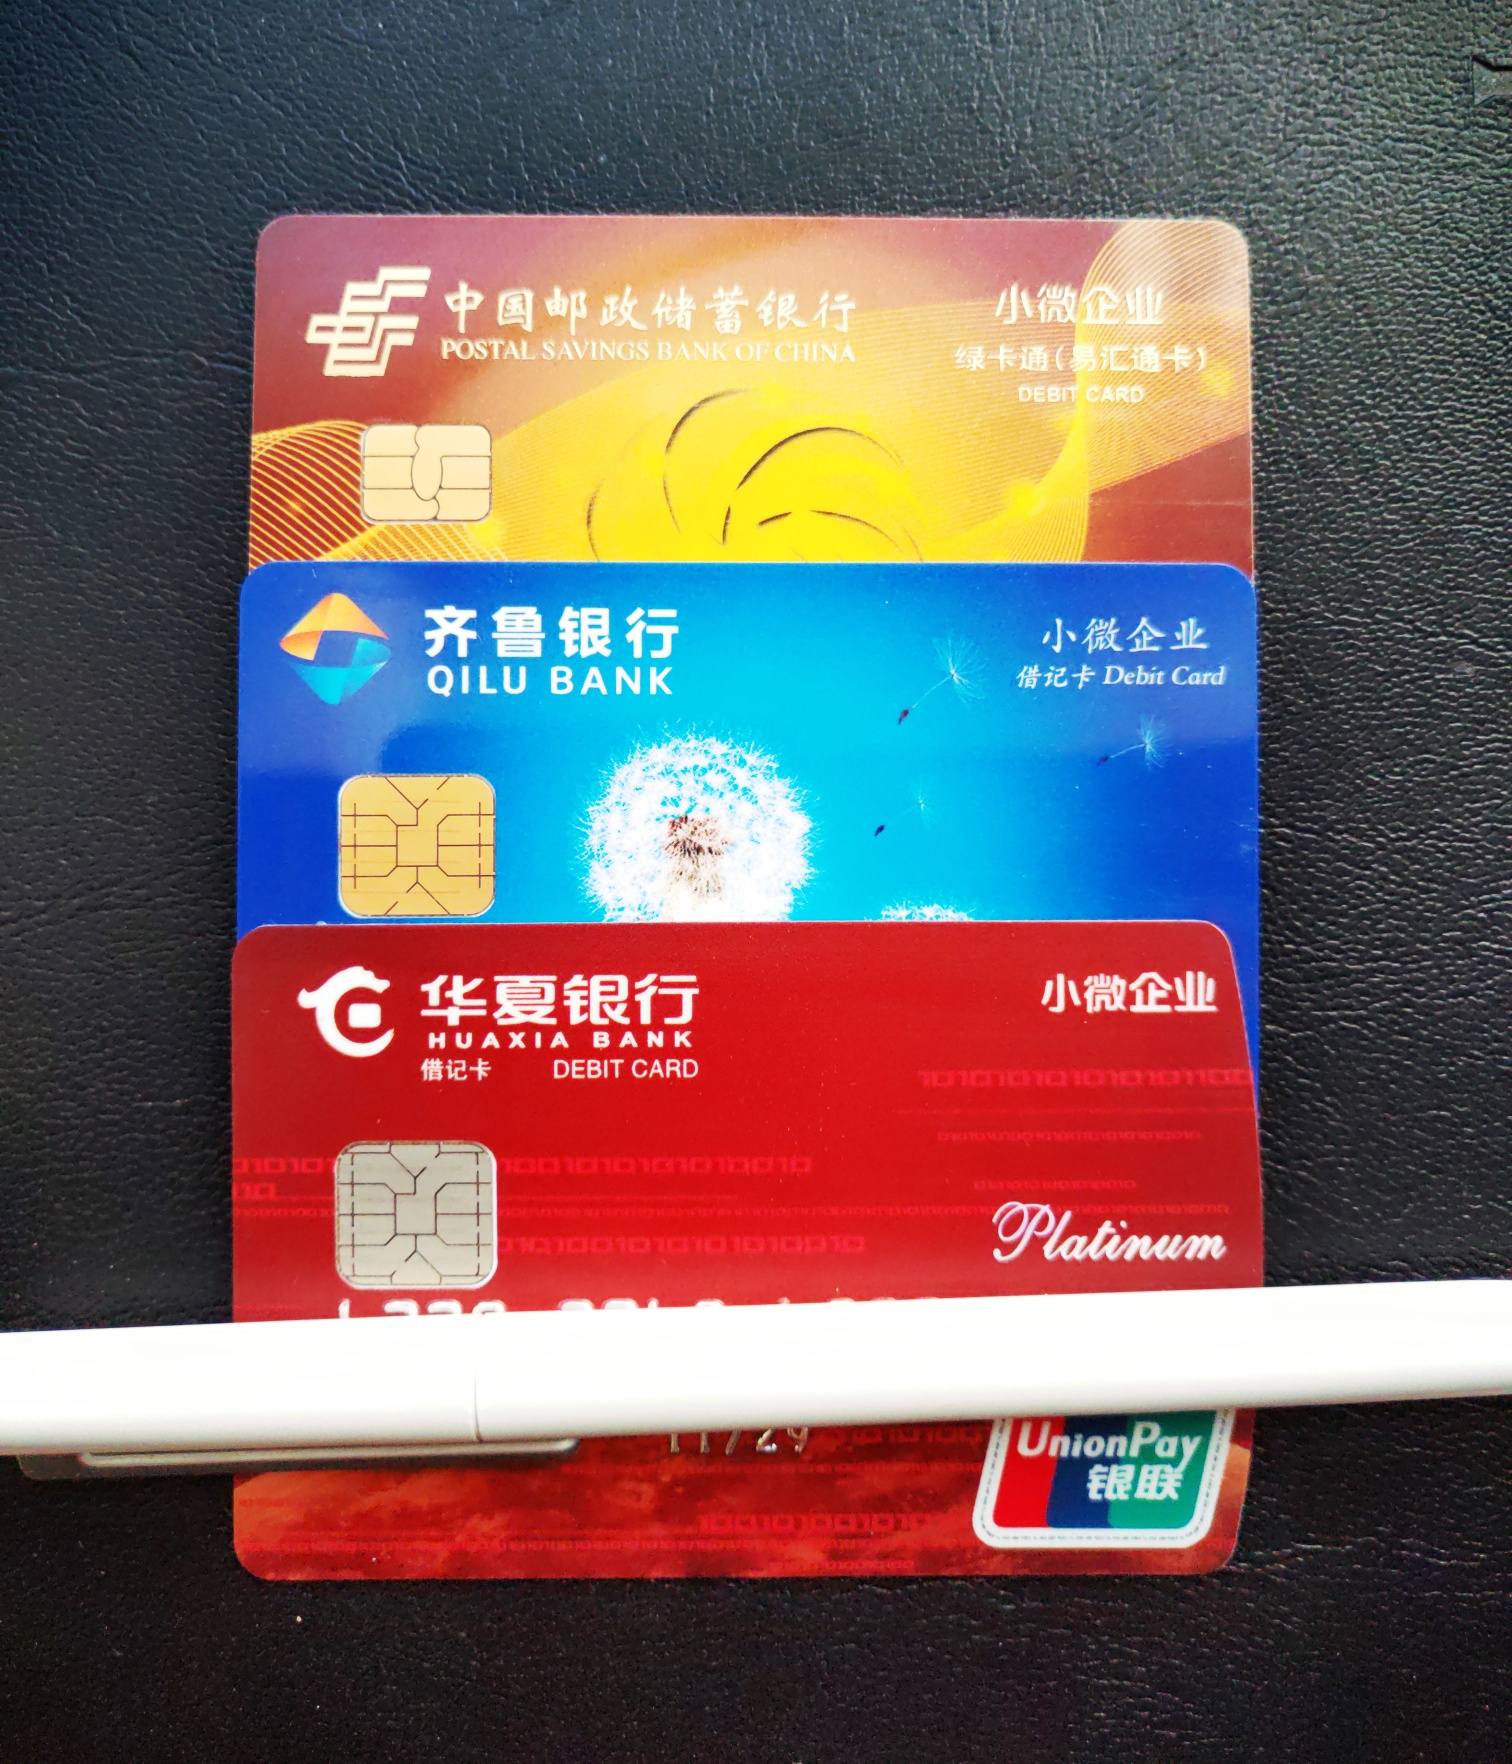 中国邮政储蓄银行
POSTAL SAVINGS BANK OF CHINA
小微企业
绿卡通(易汇通卡)
DEBIT CARD
齐鲁银行
QILU BANK
小微企业
借记卡 Debit Card
华夏银行
HUAXIA BANK
借记卡 DEBIT CARD
小微企业
Platinum
11/29
UnionPay
银联